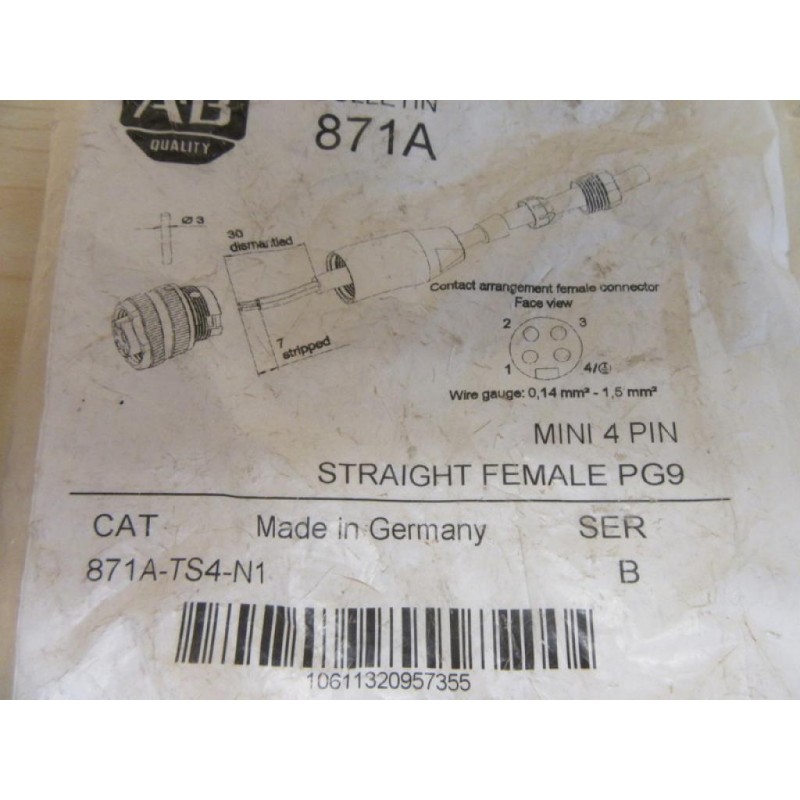 A·B
QUALITY
BULLETIN
871A
Ø 3
30
dismantled
7
stripped
Contact arrangement female connector
Face view
2 3
1 4/⏚
Wire gauge: 0,14 mm² - 1,5 mm²
MINI 4 PIN
STRAIGHT FEMALE PG9
CAT Made in Germany SER
871A-TS4-N1 B
10611320957355